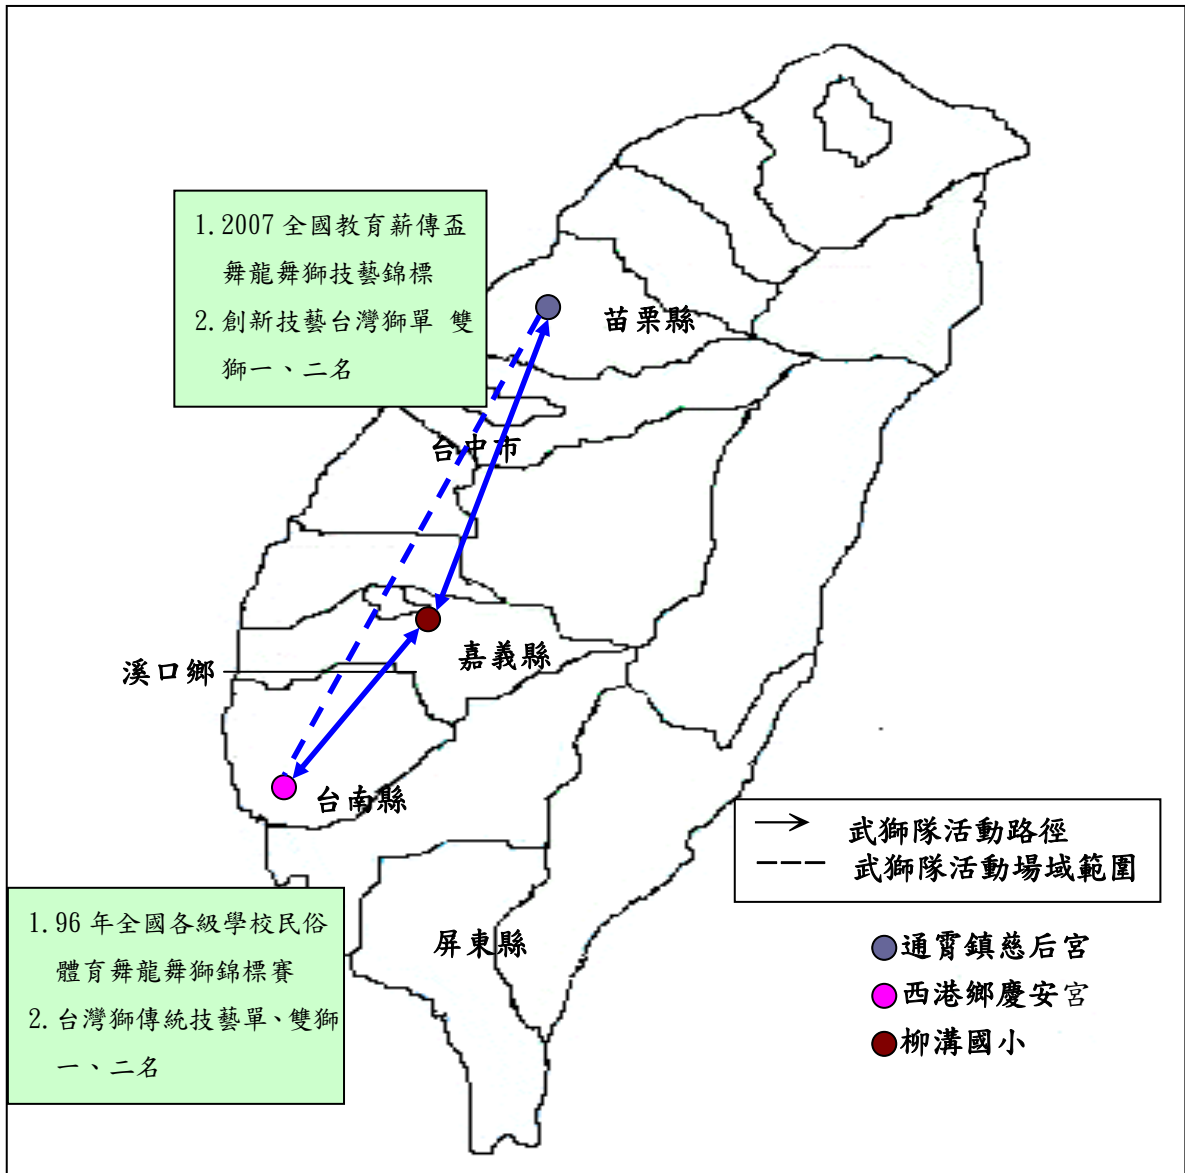 1. 2007 全國教育薪傳盃
舞龍舞獅技藝錦標
2. 創新技藝台灣獅單 雙
獅一、二名
苗栗縣
台中市
溪口鄉
嘉義縣
台南縣
武獅隊活動路徑
武獅隊活動場域範圍
1. 96 年全國各級學校民俗
體育舞龍舞獅錦標賽
2. 台灣獅傳統技藝單、雙獅
一、二名
屏東縣
通霄鎮慈后宮
西港鄉慶安宮
柳溝國小